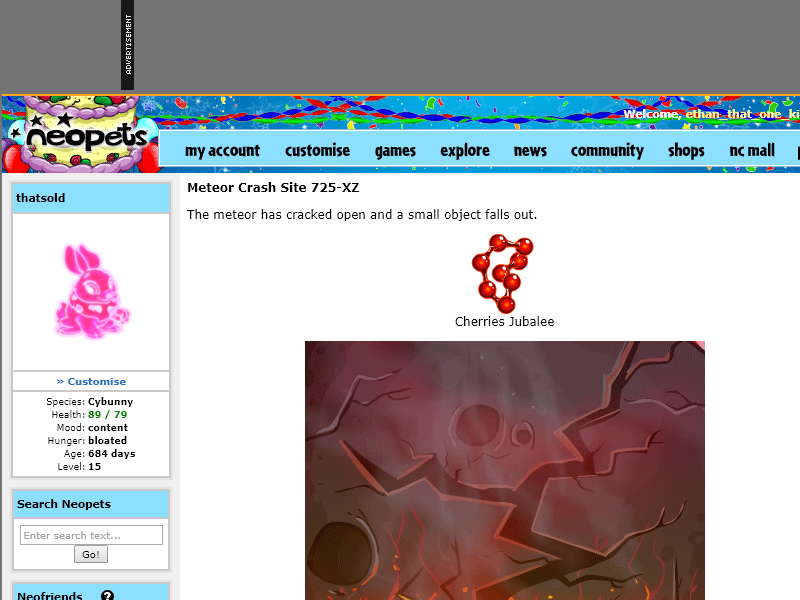 ADVERTISEMENT
neopets
Welcome, ethan_that_one_ki
my account customise games explore news community shops nc mall
thatsold
Meteor Crash Site 725-XZ
The meteor has cracked open and a small object falls out.
Cherries Jubalee
» Customise
Species: Cybunny
Health: 89 / 79
Mood: content
Hunger: bloated
Age: 684 days
Level: 15
Search Neopets
Enter search text...
Go!
Neofriends ?